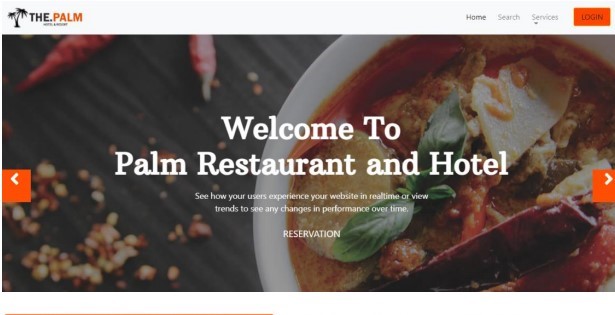 THE.PALM
HOTEL & RESORT
Home Search Services LOGIN
Welcome To
Palm Restaurant and Hotel
See how your users experience your website in realtime or view
trends to see any changes in performance over time.
RESERVATION